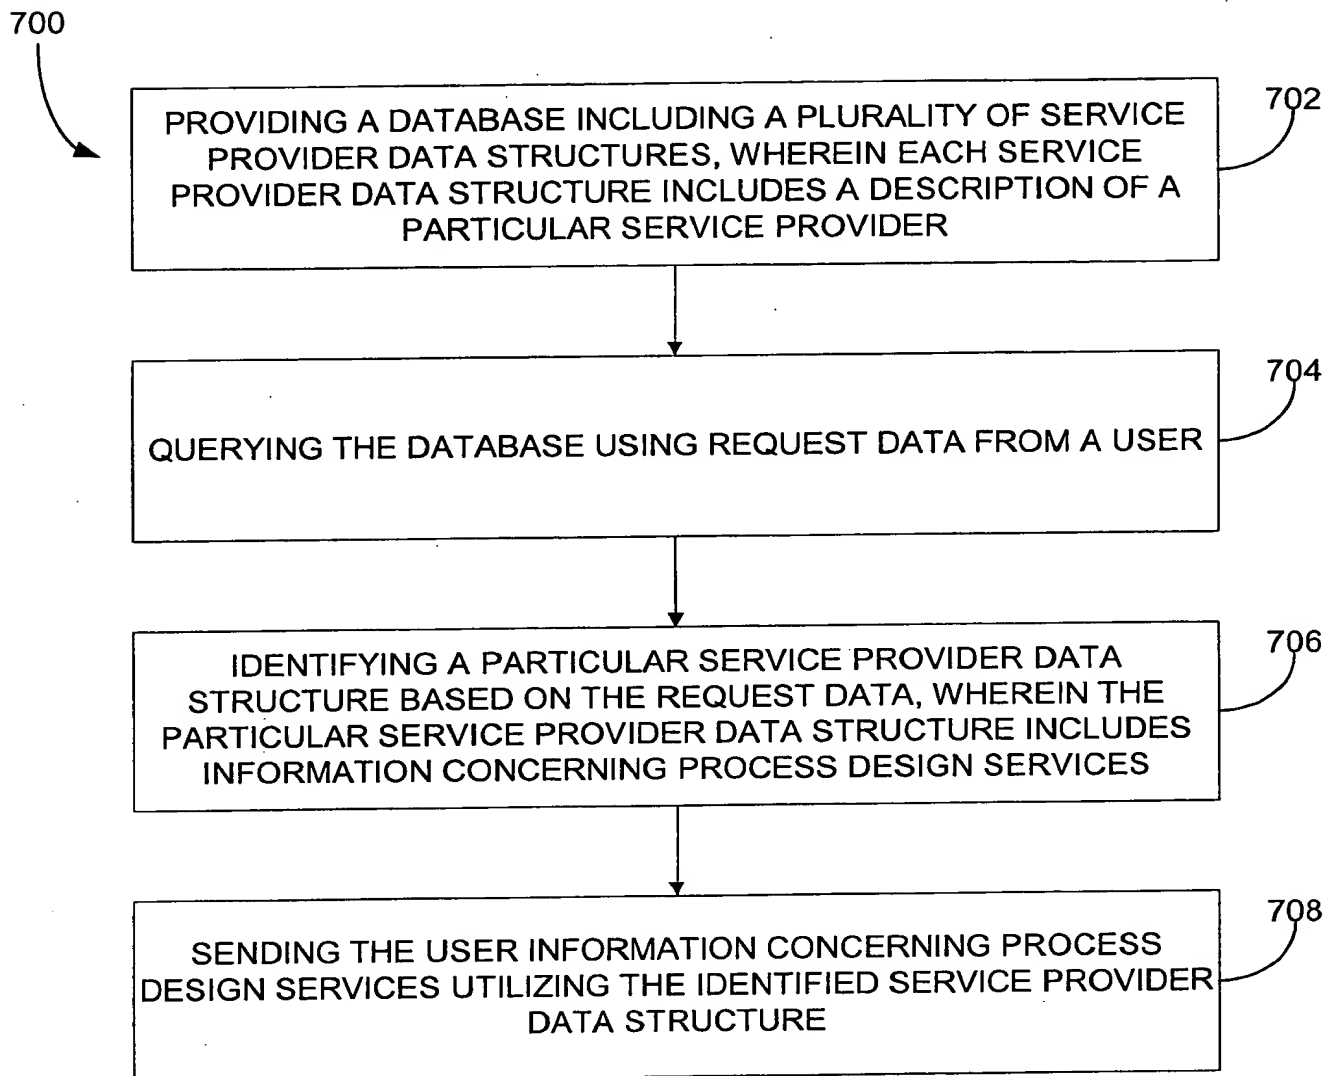 700
702
PROVIDING A DATABASE INCLUDING A PLURALITY OF SERVICE
PROVIDER DATA STRUCTURES, WHEREIN EACH SERVICE
PROVIDER DATA STRUCTURE INCLUDES A DESCRIPTION OF A
PARTICULAR SERVICE PROVIDER
704
QUERYING THE DATABASE USING REQUEST DATA FROM A USER
706
IDENTIFYING A PARTICULAR SERVICE PROVIDER DATA
STRUCTURE BASED ON THE REQUEST DATA, WHEREIN THE
PARTICULAR SERVICE PROVIDER DATA STRUCTURE INCLUDES
INFORMATION CONCERNING PROCESS DESIGN SERVICES
708
SENDING THE USER INFORMATION CONCERNING PROCESS
DESIGN SERVICES UTILIZING THE IDENTIFIED SERVICE PROVIDER
DATA STRUCTURE